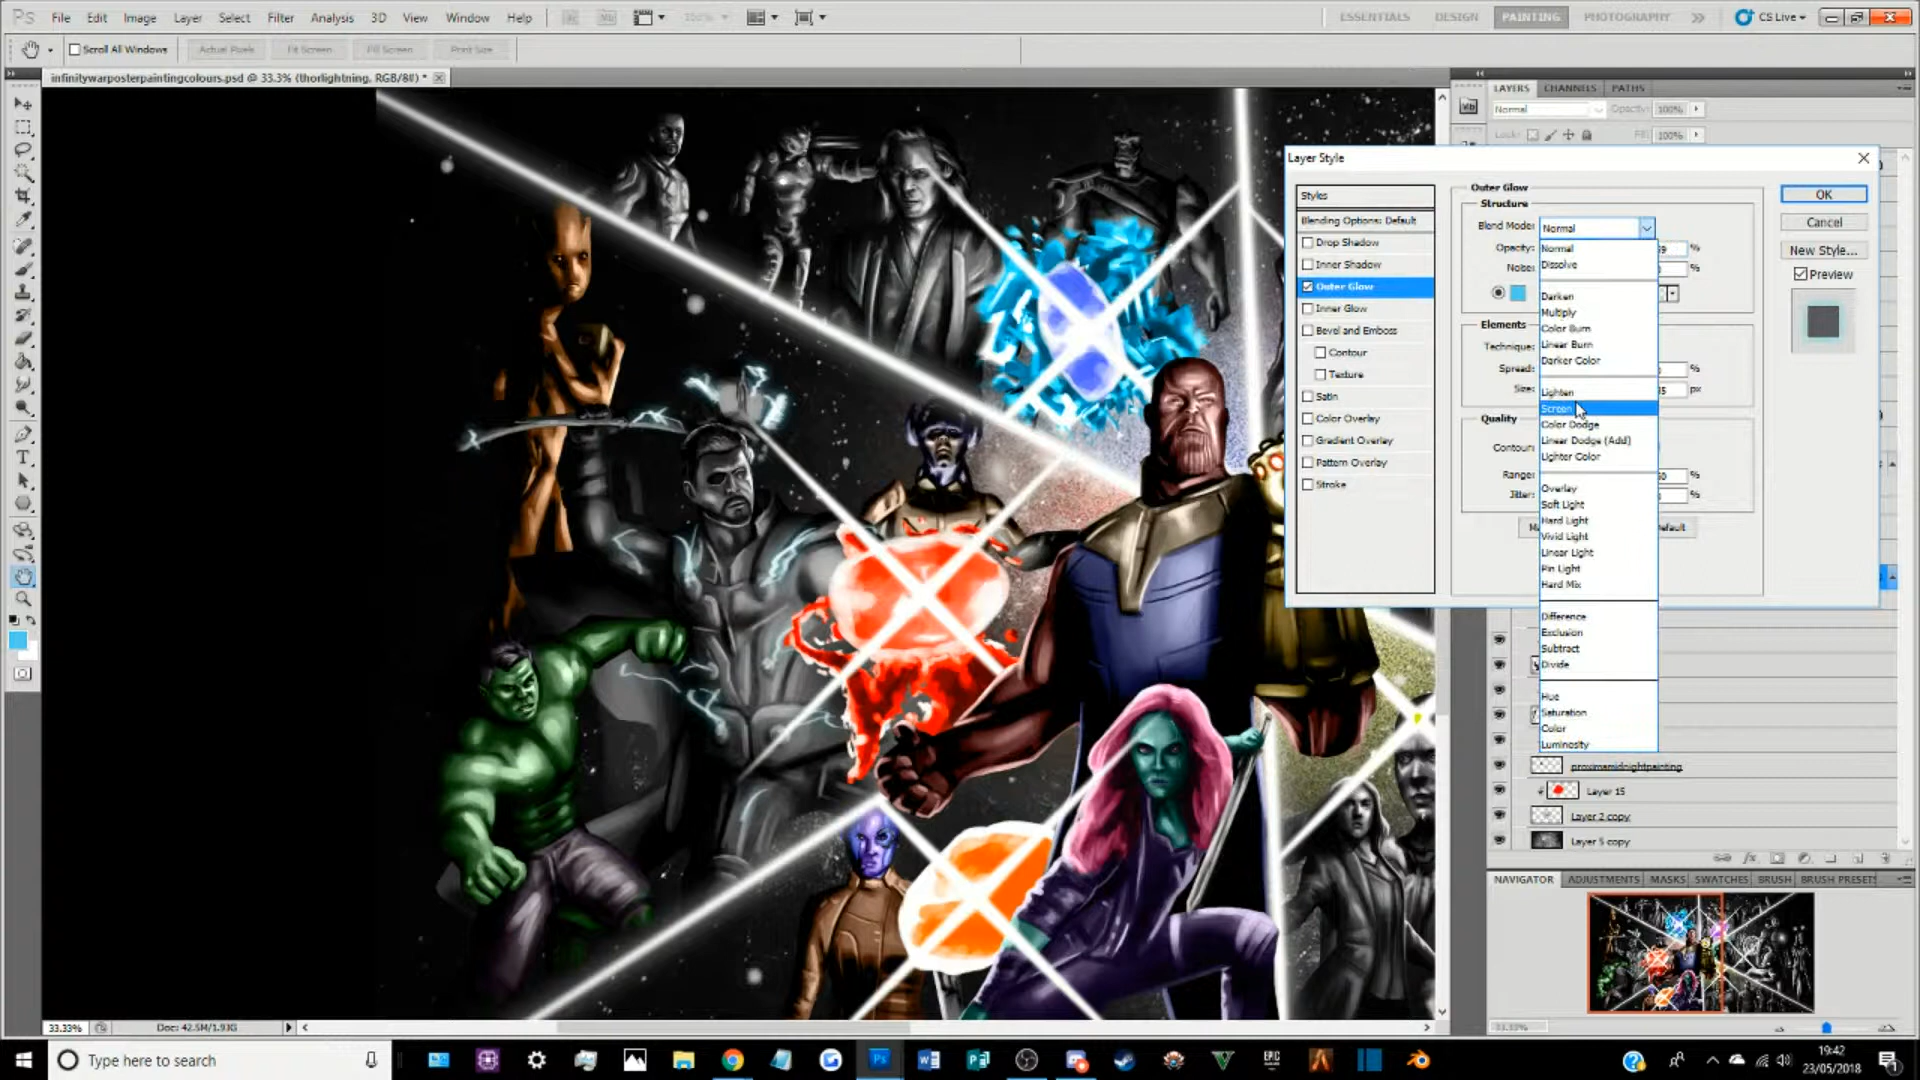 Ps File Edit Image Layer Select Filter Analysis 3D View Window Help
ESSENTIALS DESIGN PAINTING PHOTOGRAPHY CS Live
Scroll All Windows Actual Pixels Fit Screen Fill Screen Print Size
infinitywarposterpaintingcolours.psd @ 33.3% (thorlightning, RGB/8#) *
LAYERS CHANNELS PATHS
Normal Opacity: 100%
Lock: Fill: 100%
Layer Style
Styles
Blending Options: Default
Drop Shadow
Inner Shadow
Outer Glow
Inner Glow
Bevel and Emboss
Contour
Texture
Satin
Color Overlay
Gradient Overlay
Pattern Overlay
Stroke
Outer Glow
Structure
Blend Mode: Normal
Opacity: %
Noise: %
Elements
Technique:
Spread: %
Size: px
Quality
Contour:
Range: %
Jitter: %
Normal
Dissolve
Darken
Multiply
Color Burn
Linear Burn
Darker Color
Lighten
Screen
Color Dodge
Linear Dodge (Add)
Lighter Color
Overlay
Soft Light
Hard Light
Vivid Light
Linear Light
Pin Light
Hard Mix
Difference
Exclusion
Subtract
Divide
Hue
Saturation
Color
Luminosity
OK
Cancel
New Style...
Preview
proximamidnightpainting
Layer 15
Layer 2 copy
Layer 5 copy
NAVIGATOR ADJUSTMENTS MASKS SWATCHES BRUSH BRUSH PRESET
33.33%
33.33% Doc: 42.5M/1.93G
Type here to search
19:42
23/05/2018